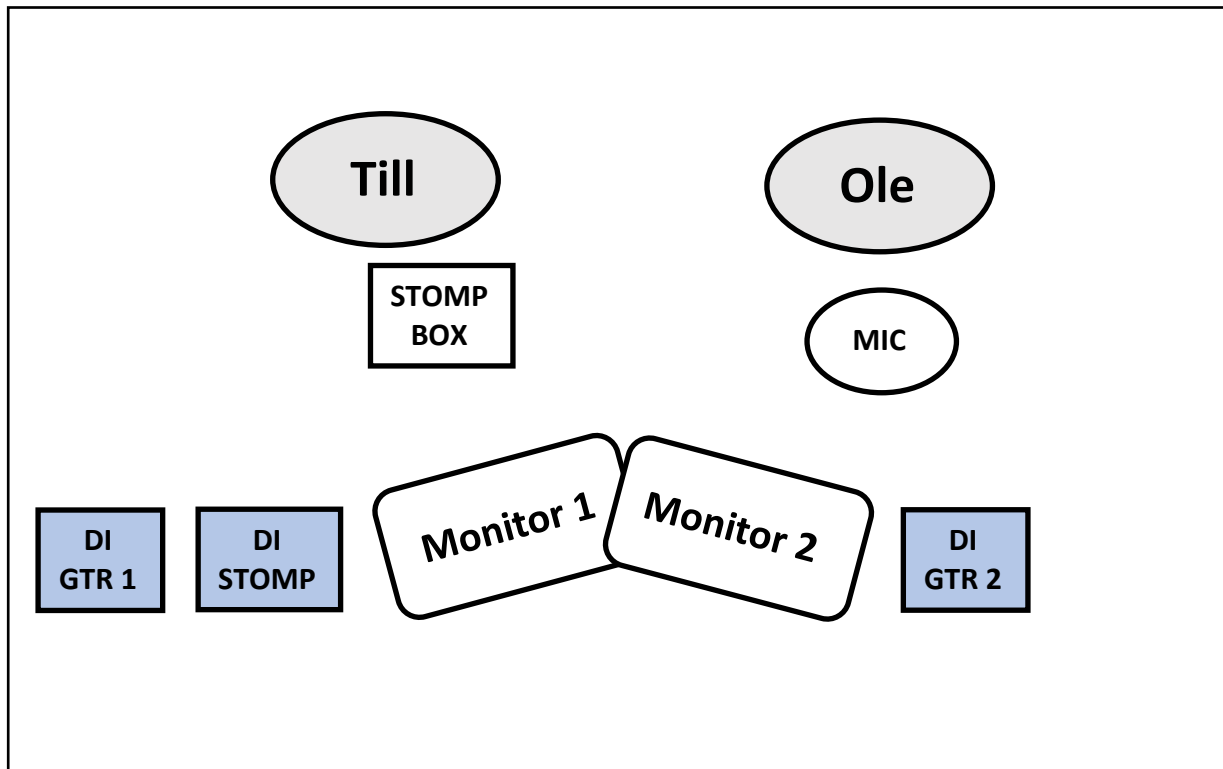 Till
Ole
STOMP
BOX
MIC
Monitor 1
Monitor 2
DI
GTR 1
DI
STOMP
DI
GTR 2